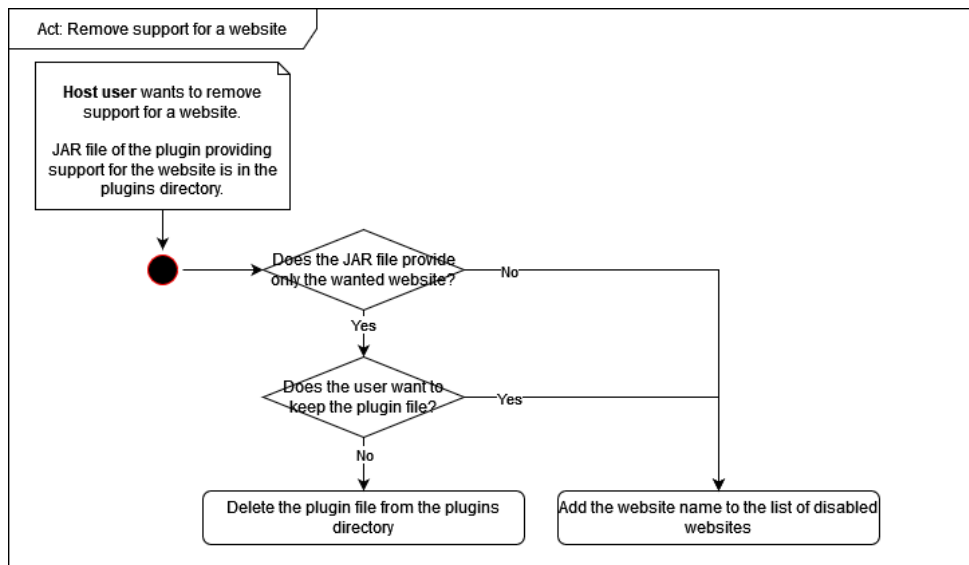 Act: Remove support for a website
Host user wants to remove
support for a website.
JAR file of the plugin providing
support for the website is in the
plugins directory.
Does the JAR file provide
only the wanted website?
No
Yes
Does the user want to
keep the plugin file?
Yes
No
Delete the plugin file from the plugins
directory
Add the website name to the list of disabled
websites